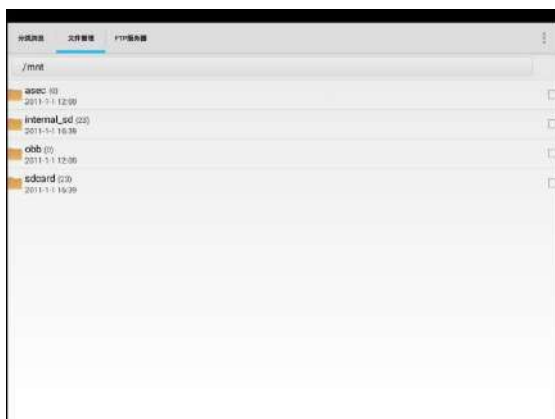 分类浏览 文件管理 FTP服务器
/mnt
asec (0)
2011-1-1 12:00
internal_sd (23)
2011-1-1 16:39
obb (0)
2011-1-1 12:00
sdcard (23)
2011-1-1 16:39